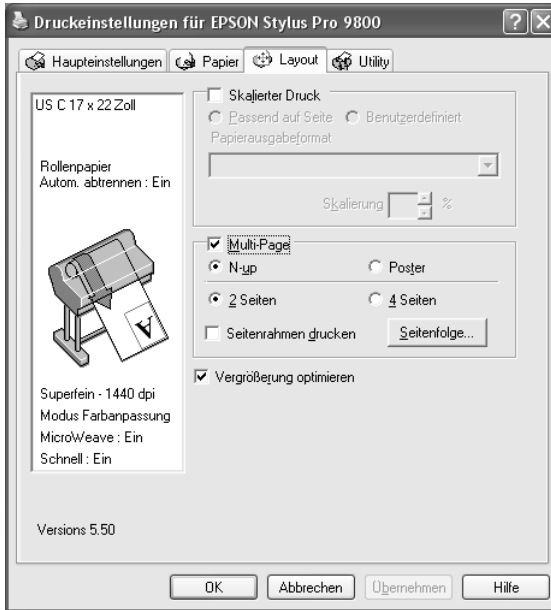 Druckeinstellungen für EPSON Stylus Pro 9800
Haupteinstellungen Papier Layout Utility
US C 17 x 22 Zoll
Rollenpapier
Autom. abtrennen : Ein
A
Superfein - 1440 dpi
Modus Farbanpassung
MicroWeave : Ein
Schnell : Ein
Versions 5.50
Skalierter Druck
Passend auf Seite Benutzerdefiniert
Papierausgabeformat
Skalierung %
Multi-Page
N-up Poster
2 Seiten 4 Seiten
Seitenrahmen drucken Seitenfolge...
Vergrößerung optimieren
OK Abbrechen Übernehmen Hilfe